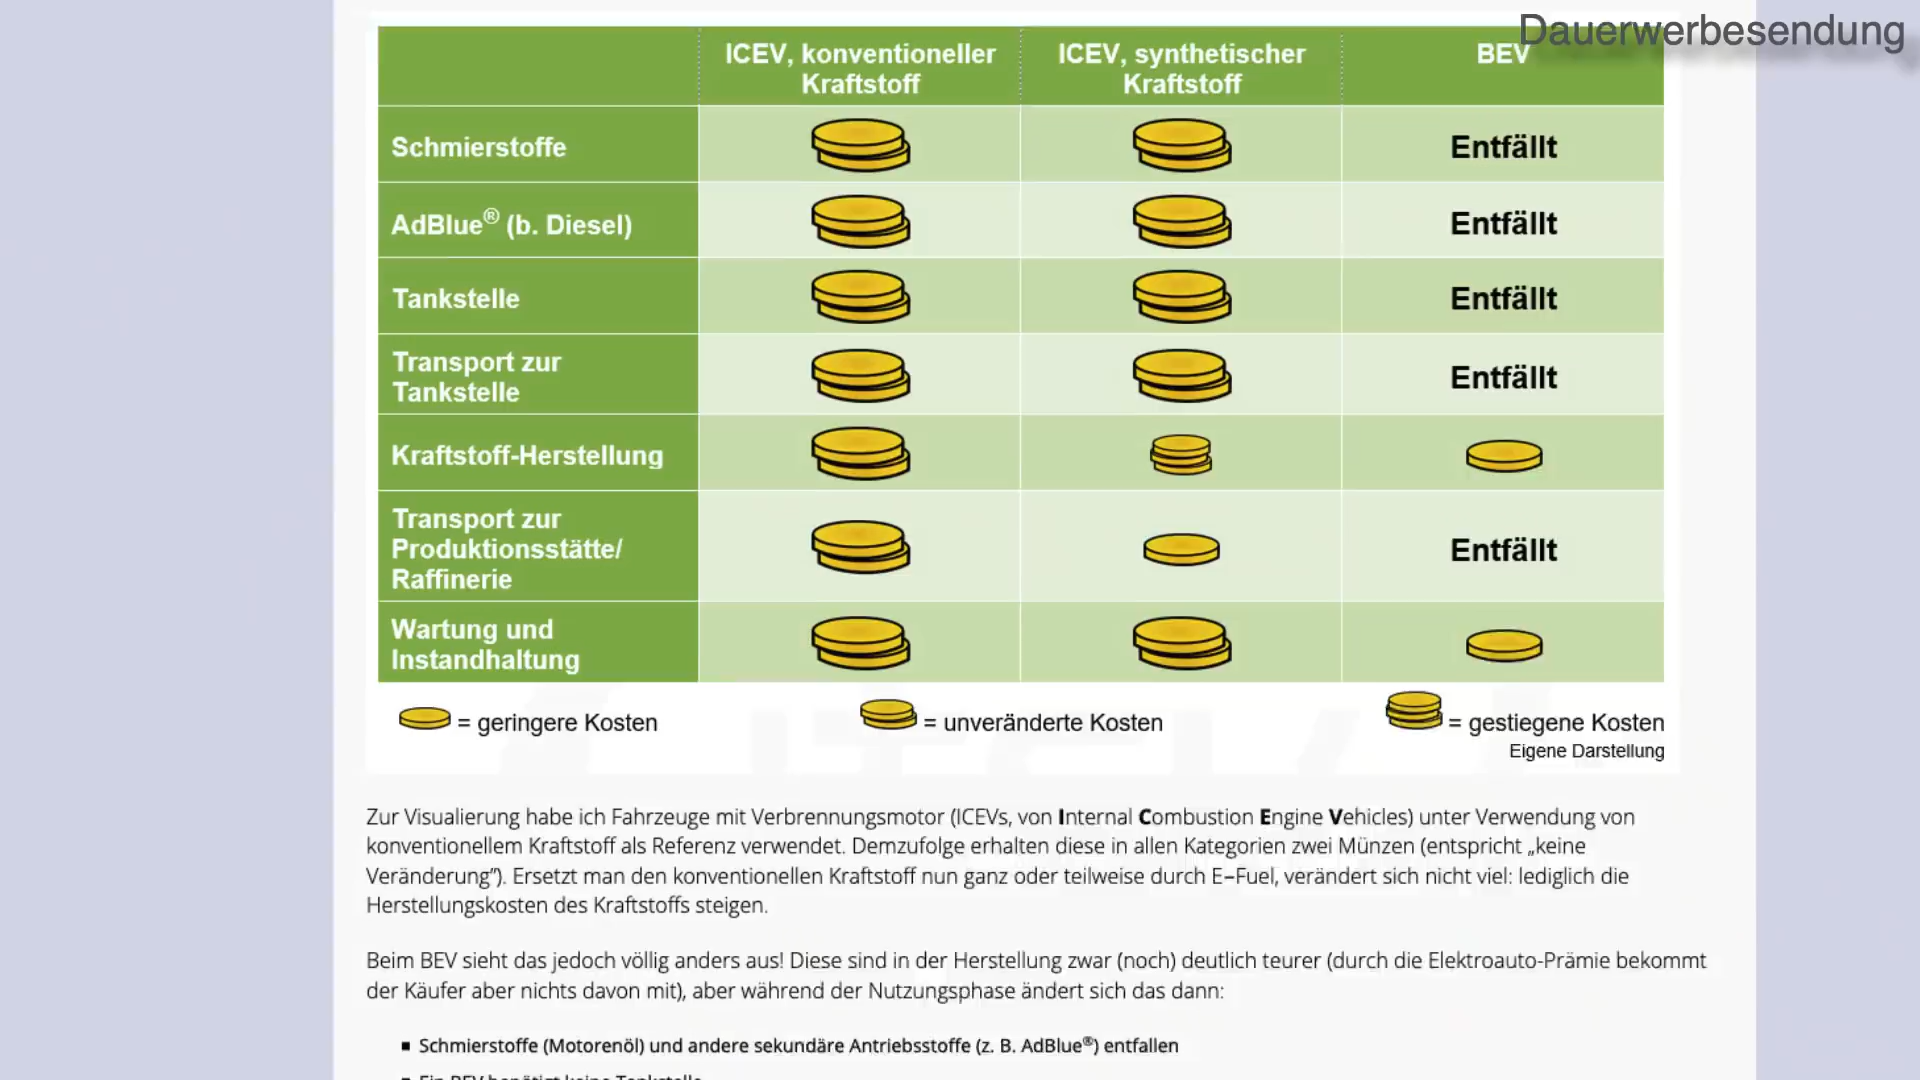 Dauerwerbesendung
ICEV, konventioneller Kraftstoff
ICEV, synthetischer Kraftstoff
BEV
Schmierstoffe
Entfällt
AdBlue® (b. Diesel)
Entfällt
Tankstelle
Entfällt
Transport zur
Tankstelle
Entfällt
Kraftstoff-Herstellung
Transport zur
Produktionsstätte/
Raffinerie
Entfällt
Wartung und
Instandhaltung
= geringere Kosten
= unveränderte Kosten
= gestiegene Kosten
Eigene Darstellung
Zur Visualierung habe ich Fahrzeuge mit Verbrennungsmotor (ICEVs, von Internal Combustion Engine Vehicles) unter Verwendung von
konventionellem Kraftstoff als Referenz verwendet. Demzufolge erhalten diese in allen Kategorien zwei Münzen (entspricht „keine
Veränderung”). Ersetzt man den konventionellen Kraftstoff nun ganz oder teilweise durch E–Fuel, verändert sich nicht viel: lediglich die
Herstellungskosten des Kraftstoffs steigen.
Beim BEV sieht das jedoch völlig anders aus! Diese sind in der Herstellung zwar (noch) deutlich teurer (durch die Elektroauto-Prämie bekommt
der Käufer aber nichts davon mit), aber während der Nutzungsphase ändert sich das dann:
▪ Schmierstoffe (Motorenöl) und andere sekundäre Antriebsstoffe (z. B. AdBlue®) entfallen
▪ Ein BEV benötigt keine Tankstelle